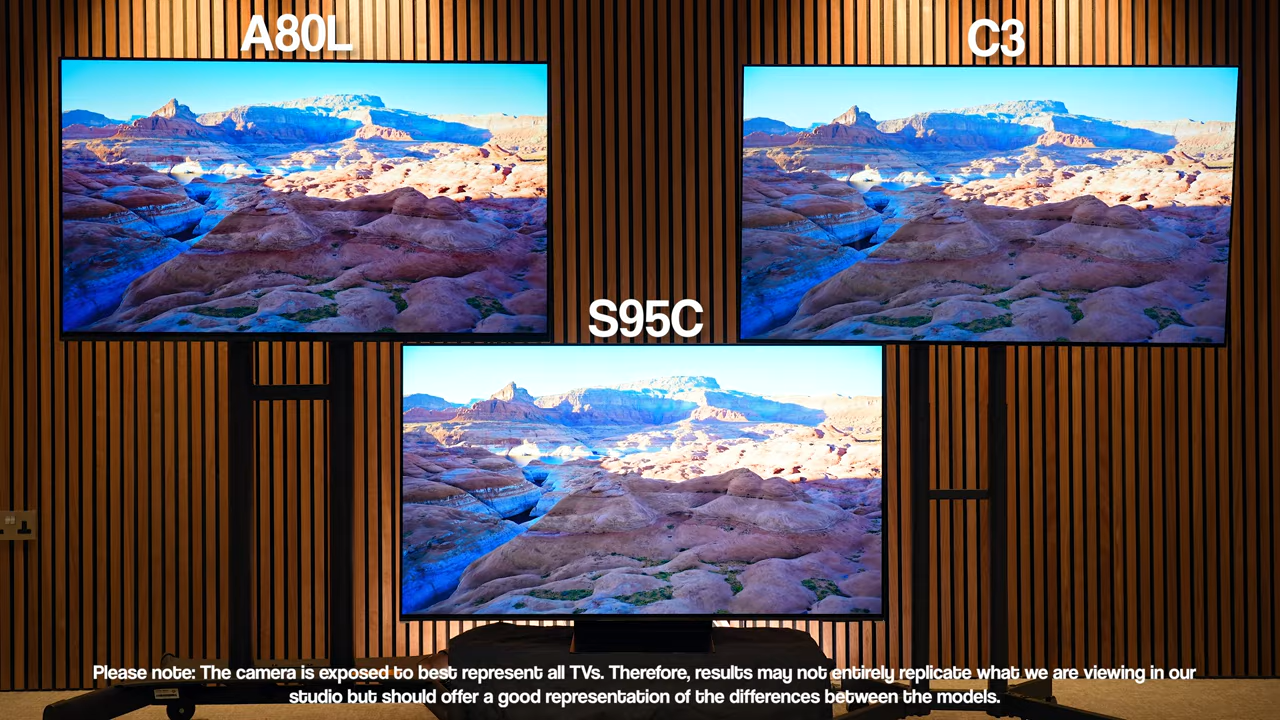 A80L
C3
S95C
Please note: The camera is exposed to best represent all TVs. Therefore, results may not entirely replicate what we are viewing in our
studio but should offer a good representation of the differences between the models.